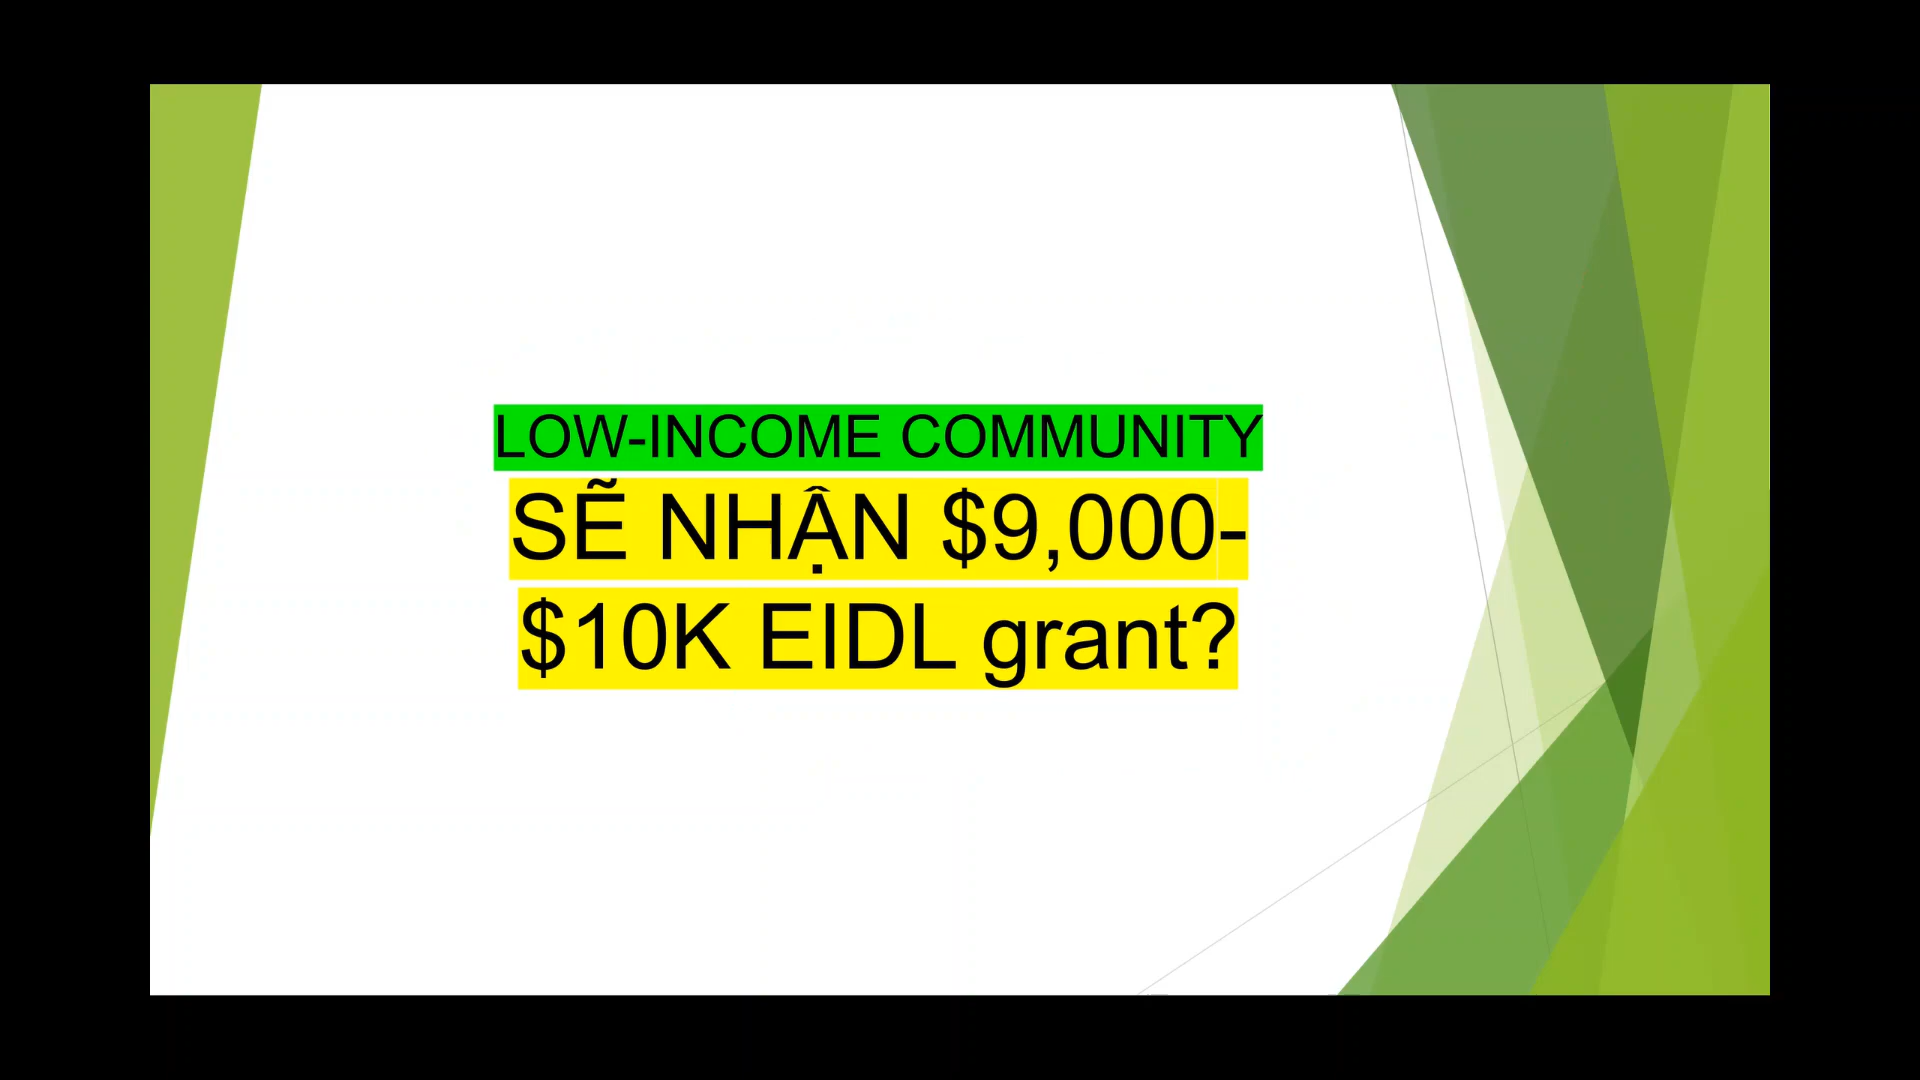 LOW-INCOME COMMUNITY
SẼ NHẬN $9,000-
$10K EIDL grant?